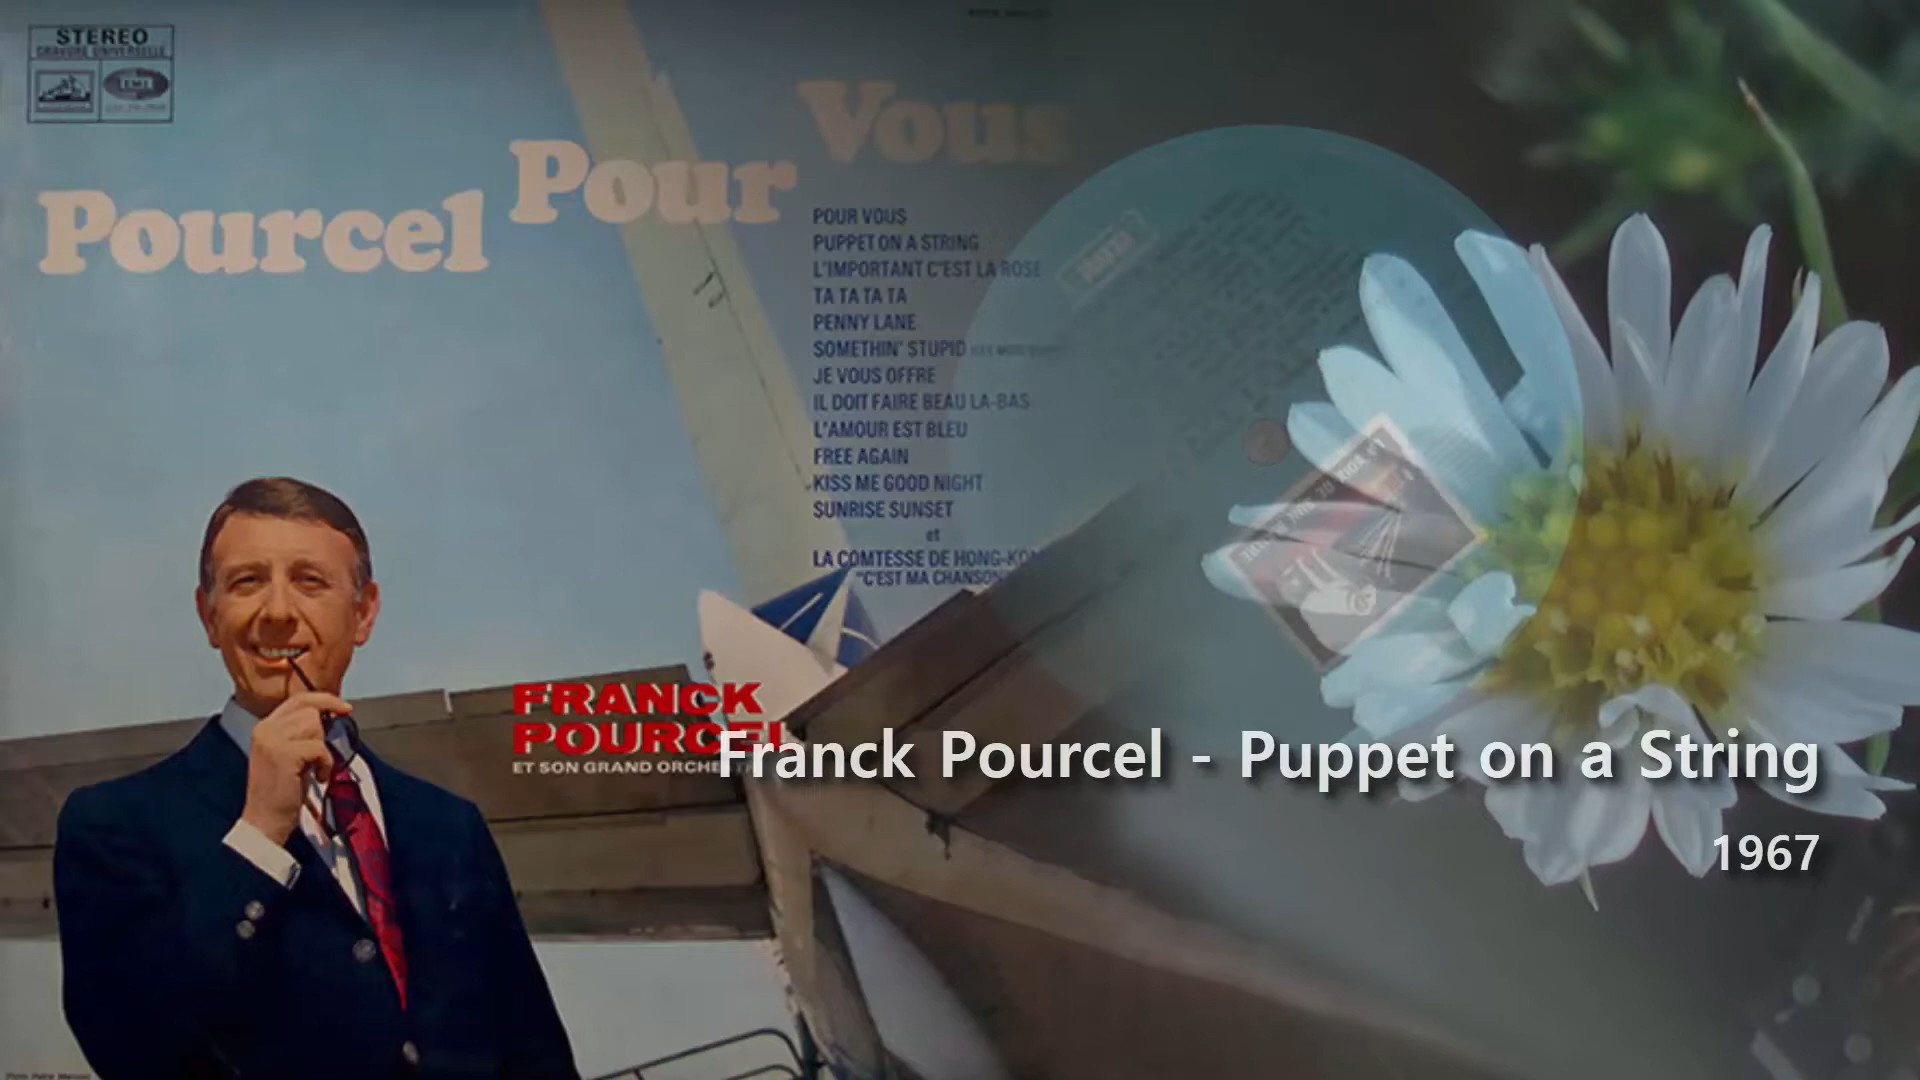 STEREO
GRAVURE UNIVERSELLE
EMI
Pourcel Pour Vous
POUR VOUS
PUPPET ON A STRING
L'IMPORTANT C'EST LA ROSE
TA TA TA TA
PENNY LANE
SOMETHIN' STUPID
JE VOUS OFFRE
IL DOIT FAIRE BEAU LA-BAS
L'AMOUR EST BLEU
FREE AGAIN
KISS ME GOOD NIGHT
SUNRISE SUNSET
et
LA COMTESSE DE HONG-KON
"C'EST MA CHANSON"
FRANCK
POURCEL
ET SON GRAND ORCHE
Franck Pourcel - Puppet on a String
1967